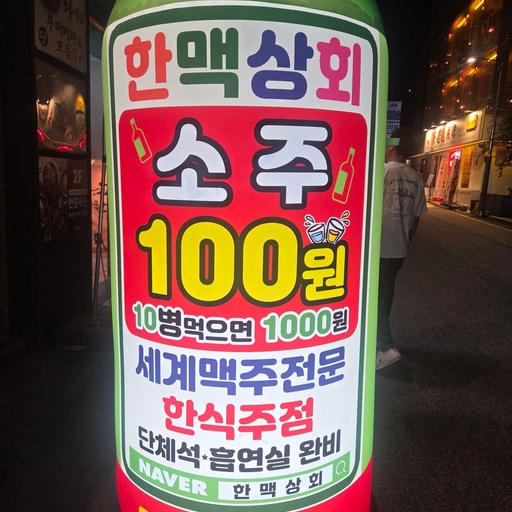 한맥상회
소주
100원
10병먹으면 1000원
세계맥주전문
한식주점
단체석·흡연실 완비
NAVER 한맥상회
2F